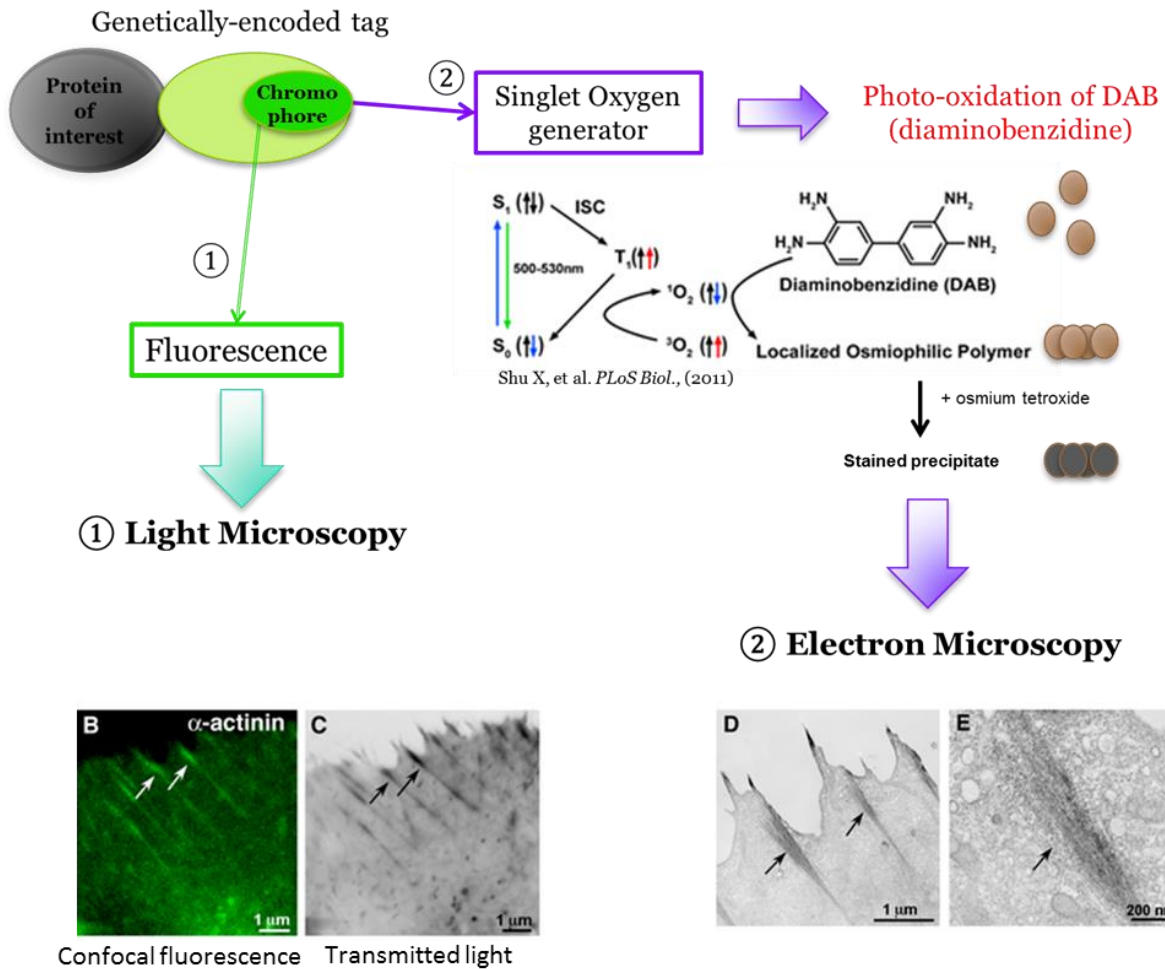 Genetically-encoded tag
Protein
of
interest
Chromo
phore
②
Singlet Oxygen
generator
Photo-oxidation of DAB
(diaminobenzidine)
①
Fluorescence
S₁ (⇅)
ISC
500-530nm
T₁(⇈)
S₀ (⇅)
¹O₂ (⇅)
³O₂ (⇈)
H₂N
NH₂
H₂N
NH₂
Diaminobenzidine (DAB)
Localized Osmiophilic Polymer
Shu X, et al. PLoS Biol., (2011)
+ osmium tetroxide
Stained precipitate
① Light Microscopy
② Electron Microscopy
B
α-actinin
1 µm
C
1 µm
D
1 µm
E
200 nm
Confocal fluorescence
Transmitted light